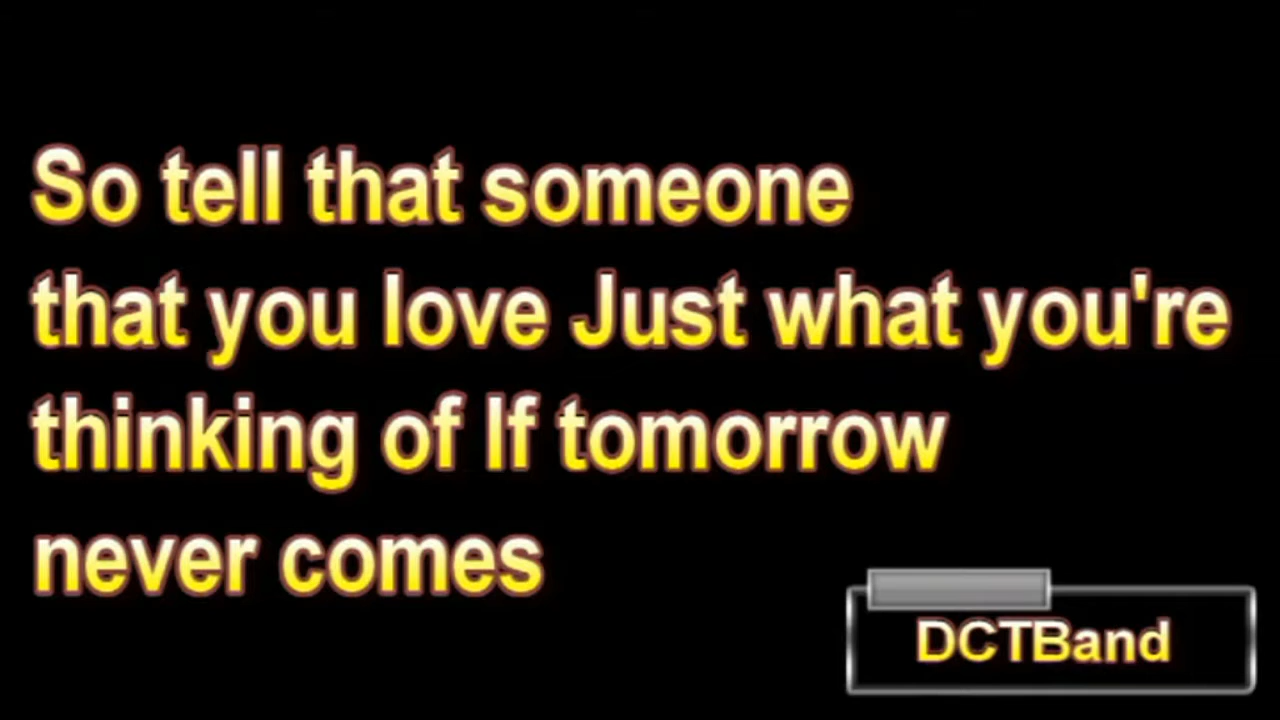 So tell that someone
that you love Just what you're
thinking of If tomorrow
never comes
DCTBand